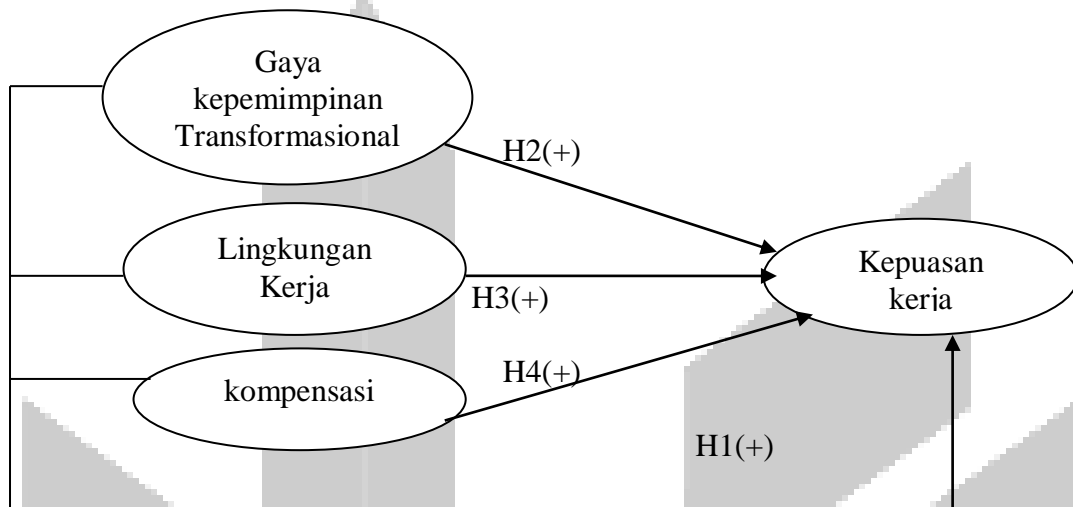 Gaya
kepemimpinan
Transformasional
H2(+)
Lingkungan
Kerja
H3(+)
Kepuasan
kerja
kompensasi
H4(+)
H1(+)